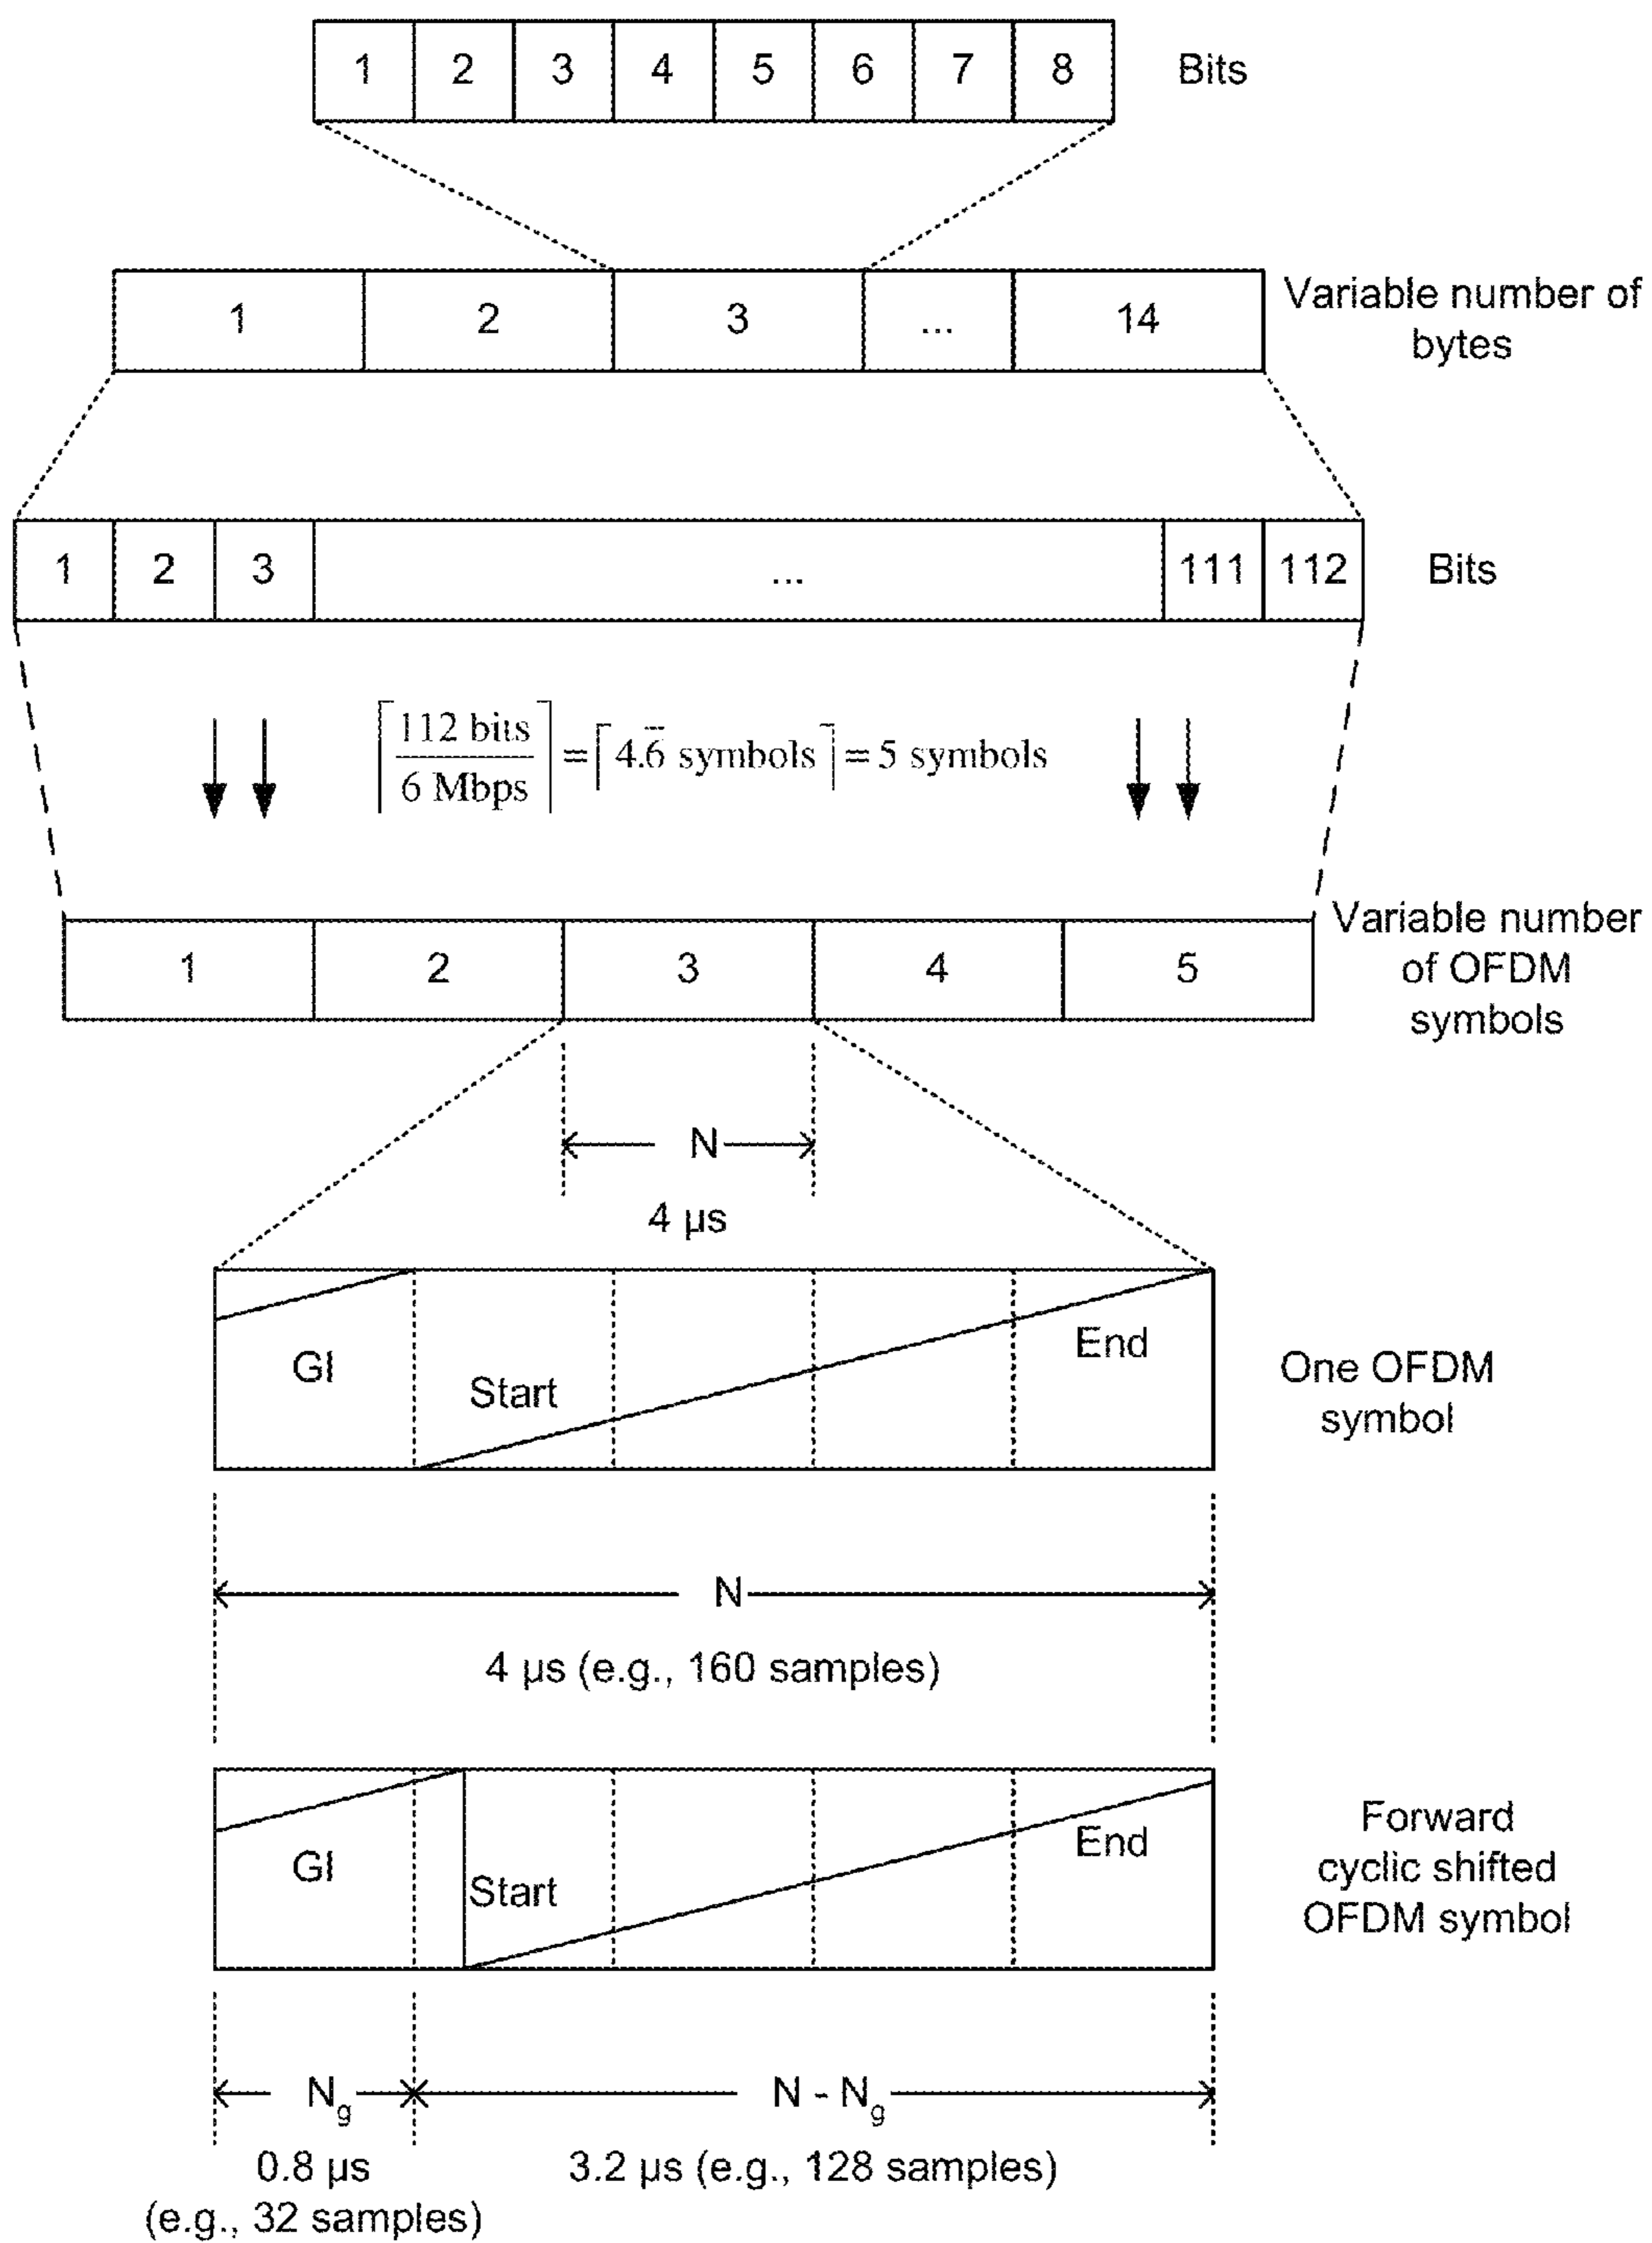 1 2 3 4 5 6 7 8 Bits
1 2 3 ... 14 Variable number of
bytes
1 2 3 ... 111 112 Bits
⌈112 bits / 6 Mbps⌉ = ⌈4.6̅ symbols⌉ = 5 symbols
1 2 3 4 5 Variable number
of OFDM
symbols
N
4 µs
GI Start End One OFDM
symbol
N
4 µs (e.g., 160 samples)
GI Start End Forward
cyclic shifted
OFDM symbol
N_g N - N_g
0.8 µs 3.2 µs (e.g., 128 samples)
(e.g., 32 samples)